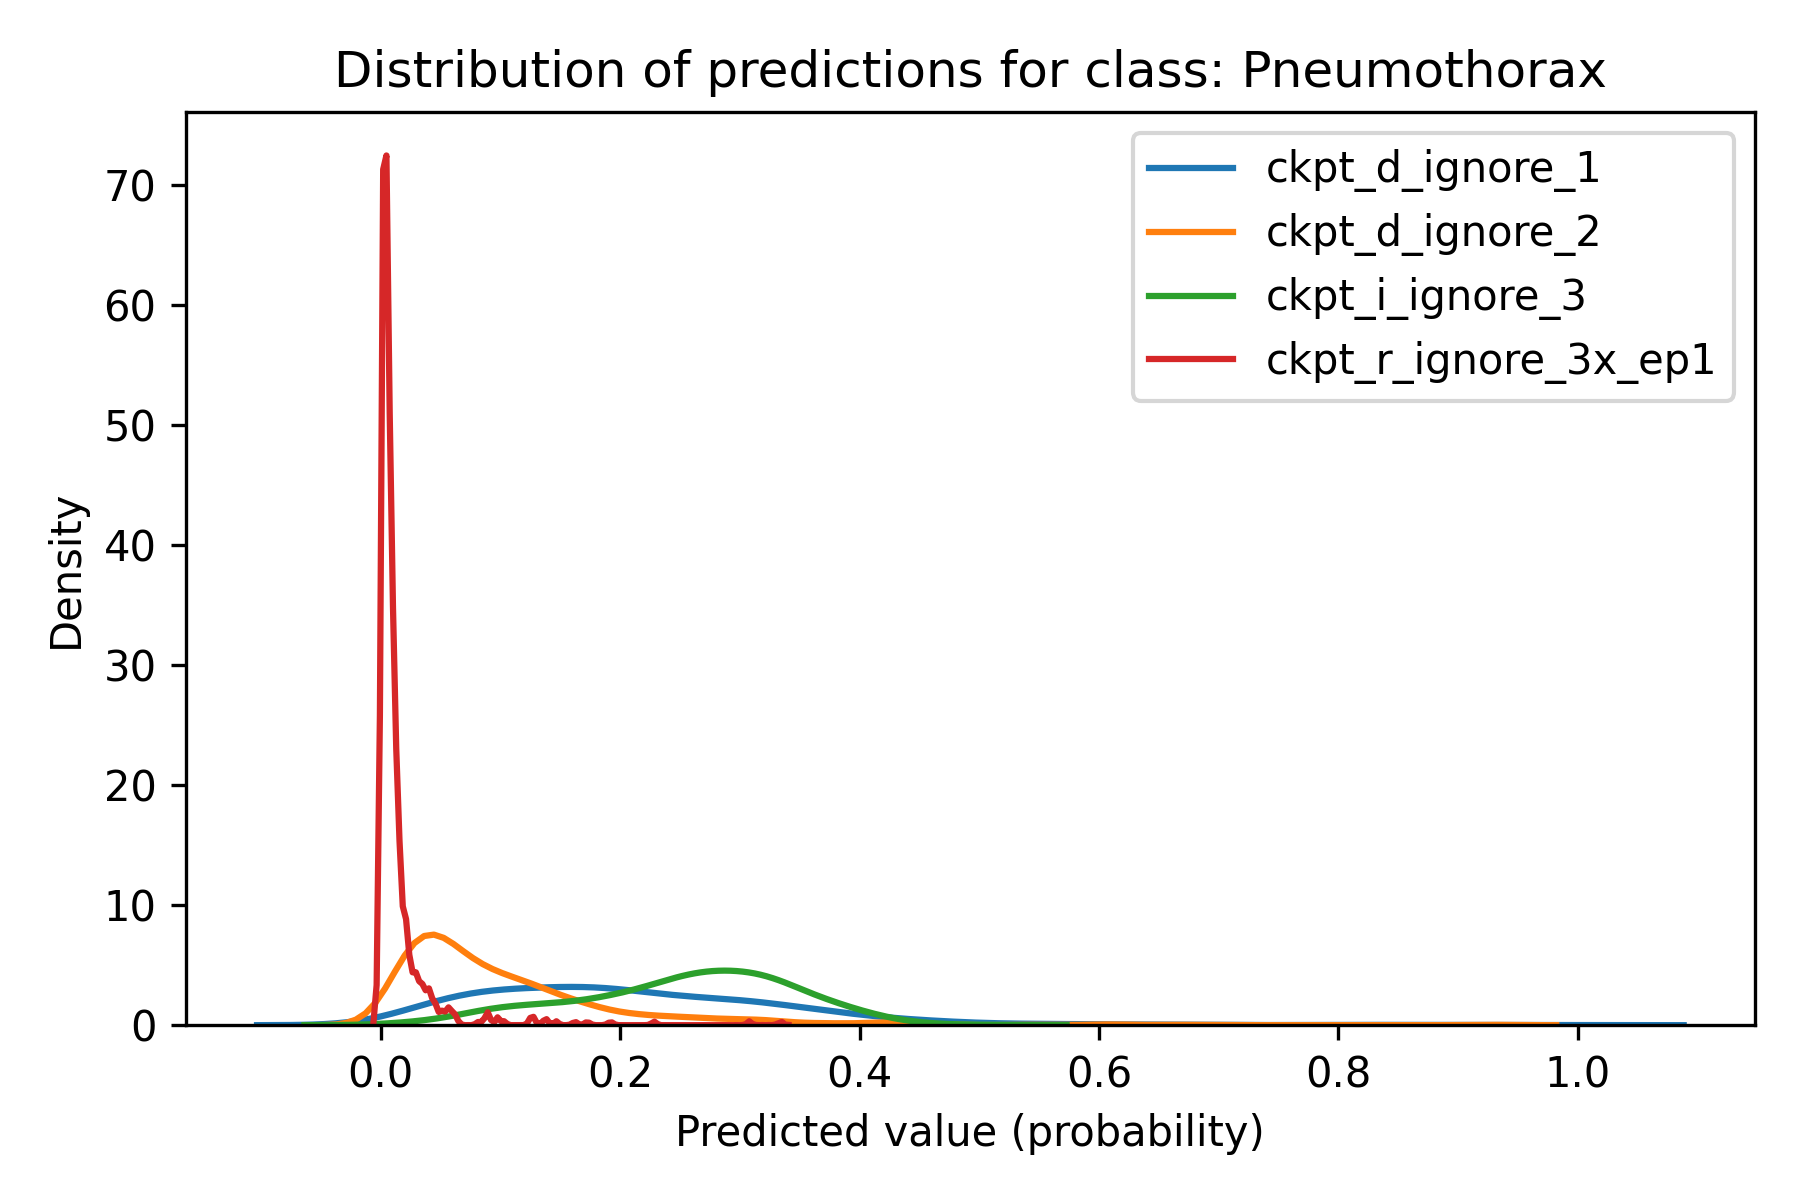 Distribution of predictions for class: Pneumothorax
ckpt_d_ignore_1
ckpt_d_ignore_2
ckpt_i_ignore_3
ckpt_r_ignore_3x_ep1
Density
70
60
50
40
30
20
10
0
0.0 0.2 0.4 0.6 0.8 1.0
Predicted value (probability)